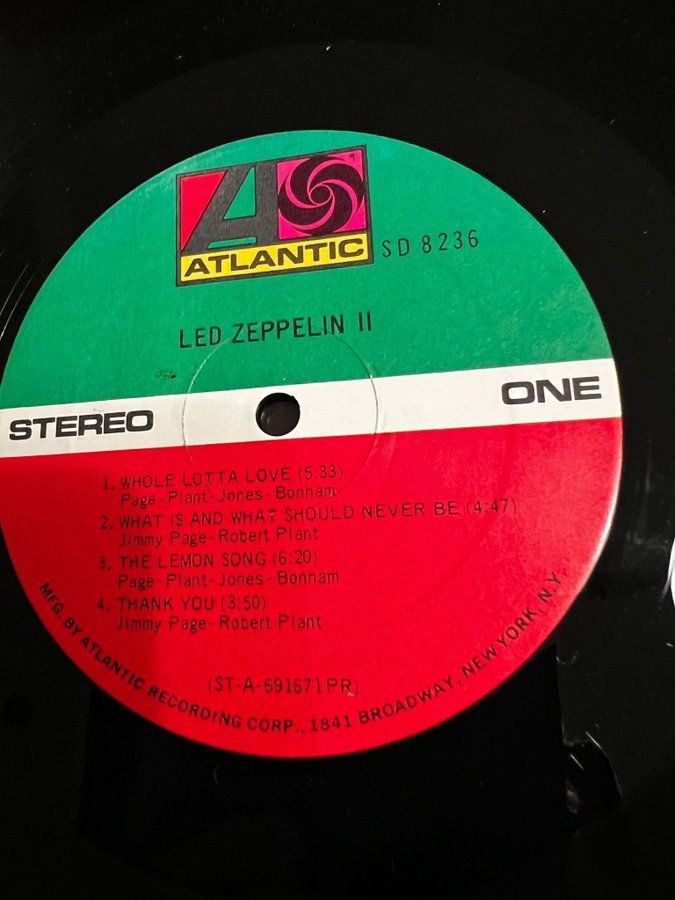 ATLANTIC
SD 8236
LED ZEPPELIN II
STEREO
ONE
1. WHOLE LOTTA LOVE (5:33)
Page-Plant-Jones-Bonham
2. WHAT IS AND WHAT SHOULD NEVER BE (4:47)
Jimmy Page-Robert Plant
3. THE LEMON SONG (6:20)
Page-Plant-Jones-Bonham
4. THANK YOU (3:50)
Jimmy Page-Robert Plant
(ST-A-691671PR)
MFG. BY ATLANTIC RECORDING CORP., 1841 BROADWAY, NEW YORK, N.Y.